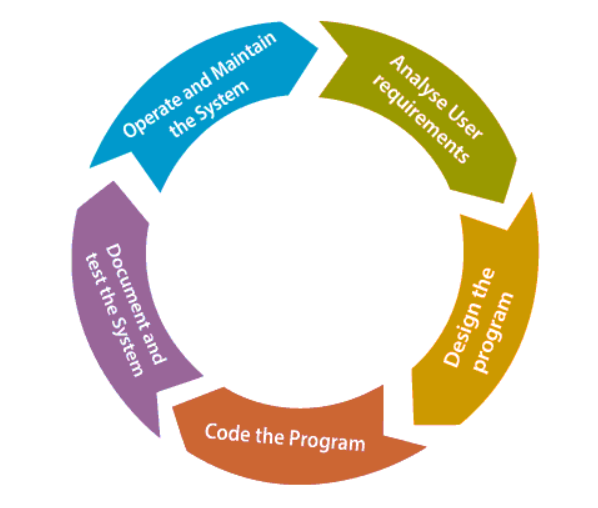 Operate and Maintain
the System
Analyse User
requirements
Design the
program
Code the Program
Document and
test the System